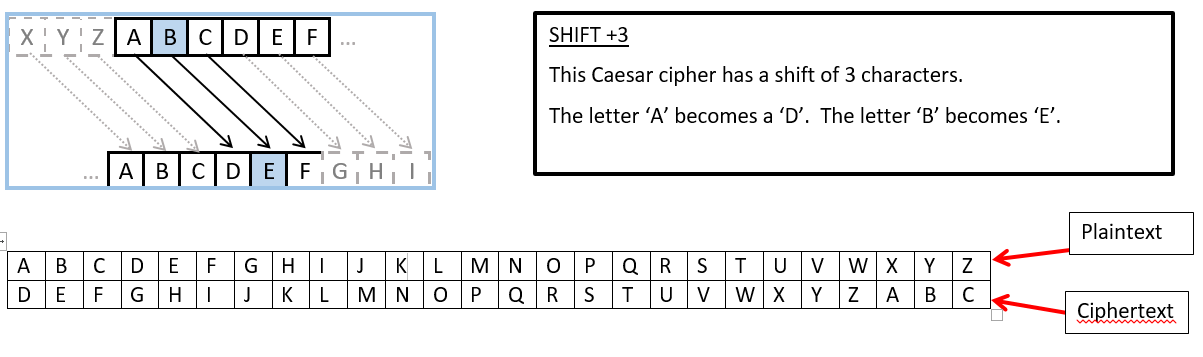 X Y Z A B C D E F ...
... A B C D E F G H I
SHIFT +3
This Caesar cipher has a shift of 3 characters.
The letter ‘A’ becomes a ‘D’.  The letter ‘B’ becomes ‘E’.
Plaintext
A B C D E F G H I J K L M N O P Q R S T U V W X Y Z
D E F G H I J K L M N O P Q R S T U V W X Y Z A B C
Ciphertext